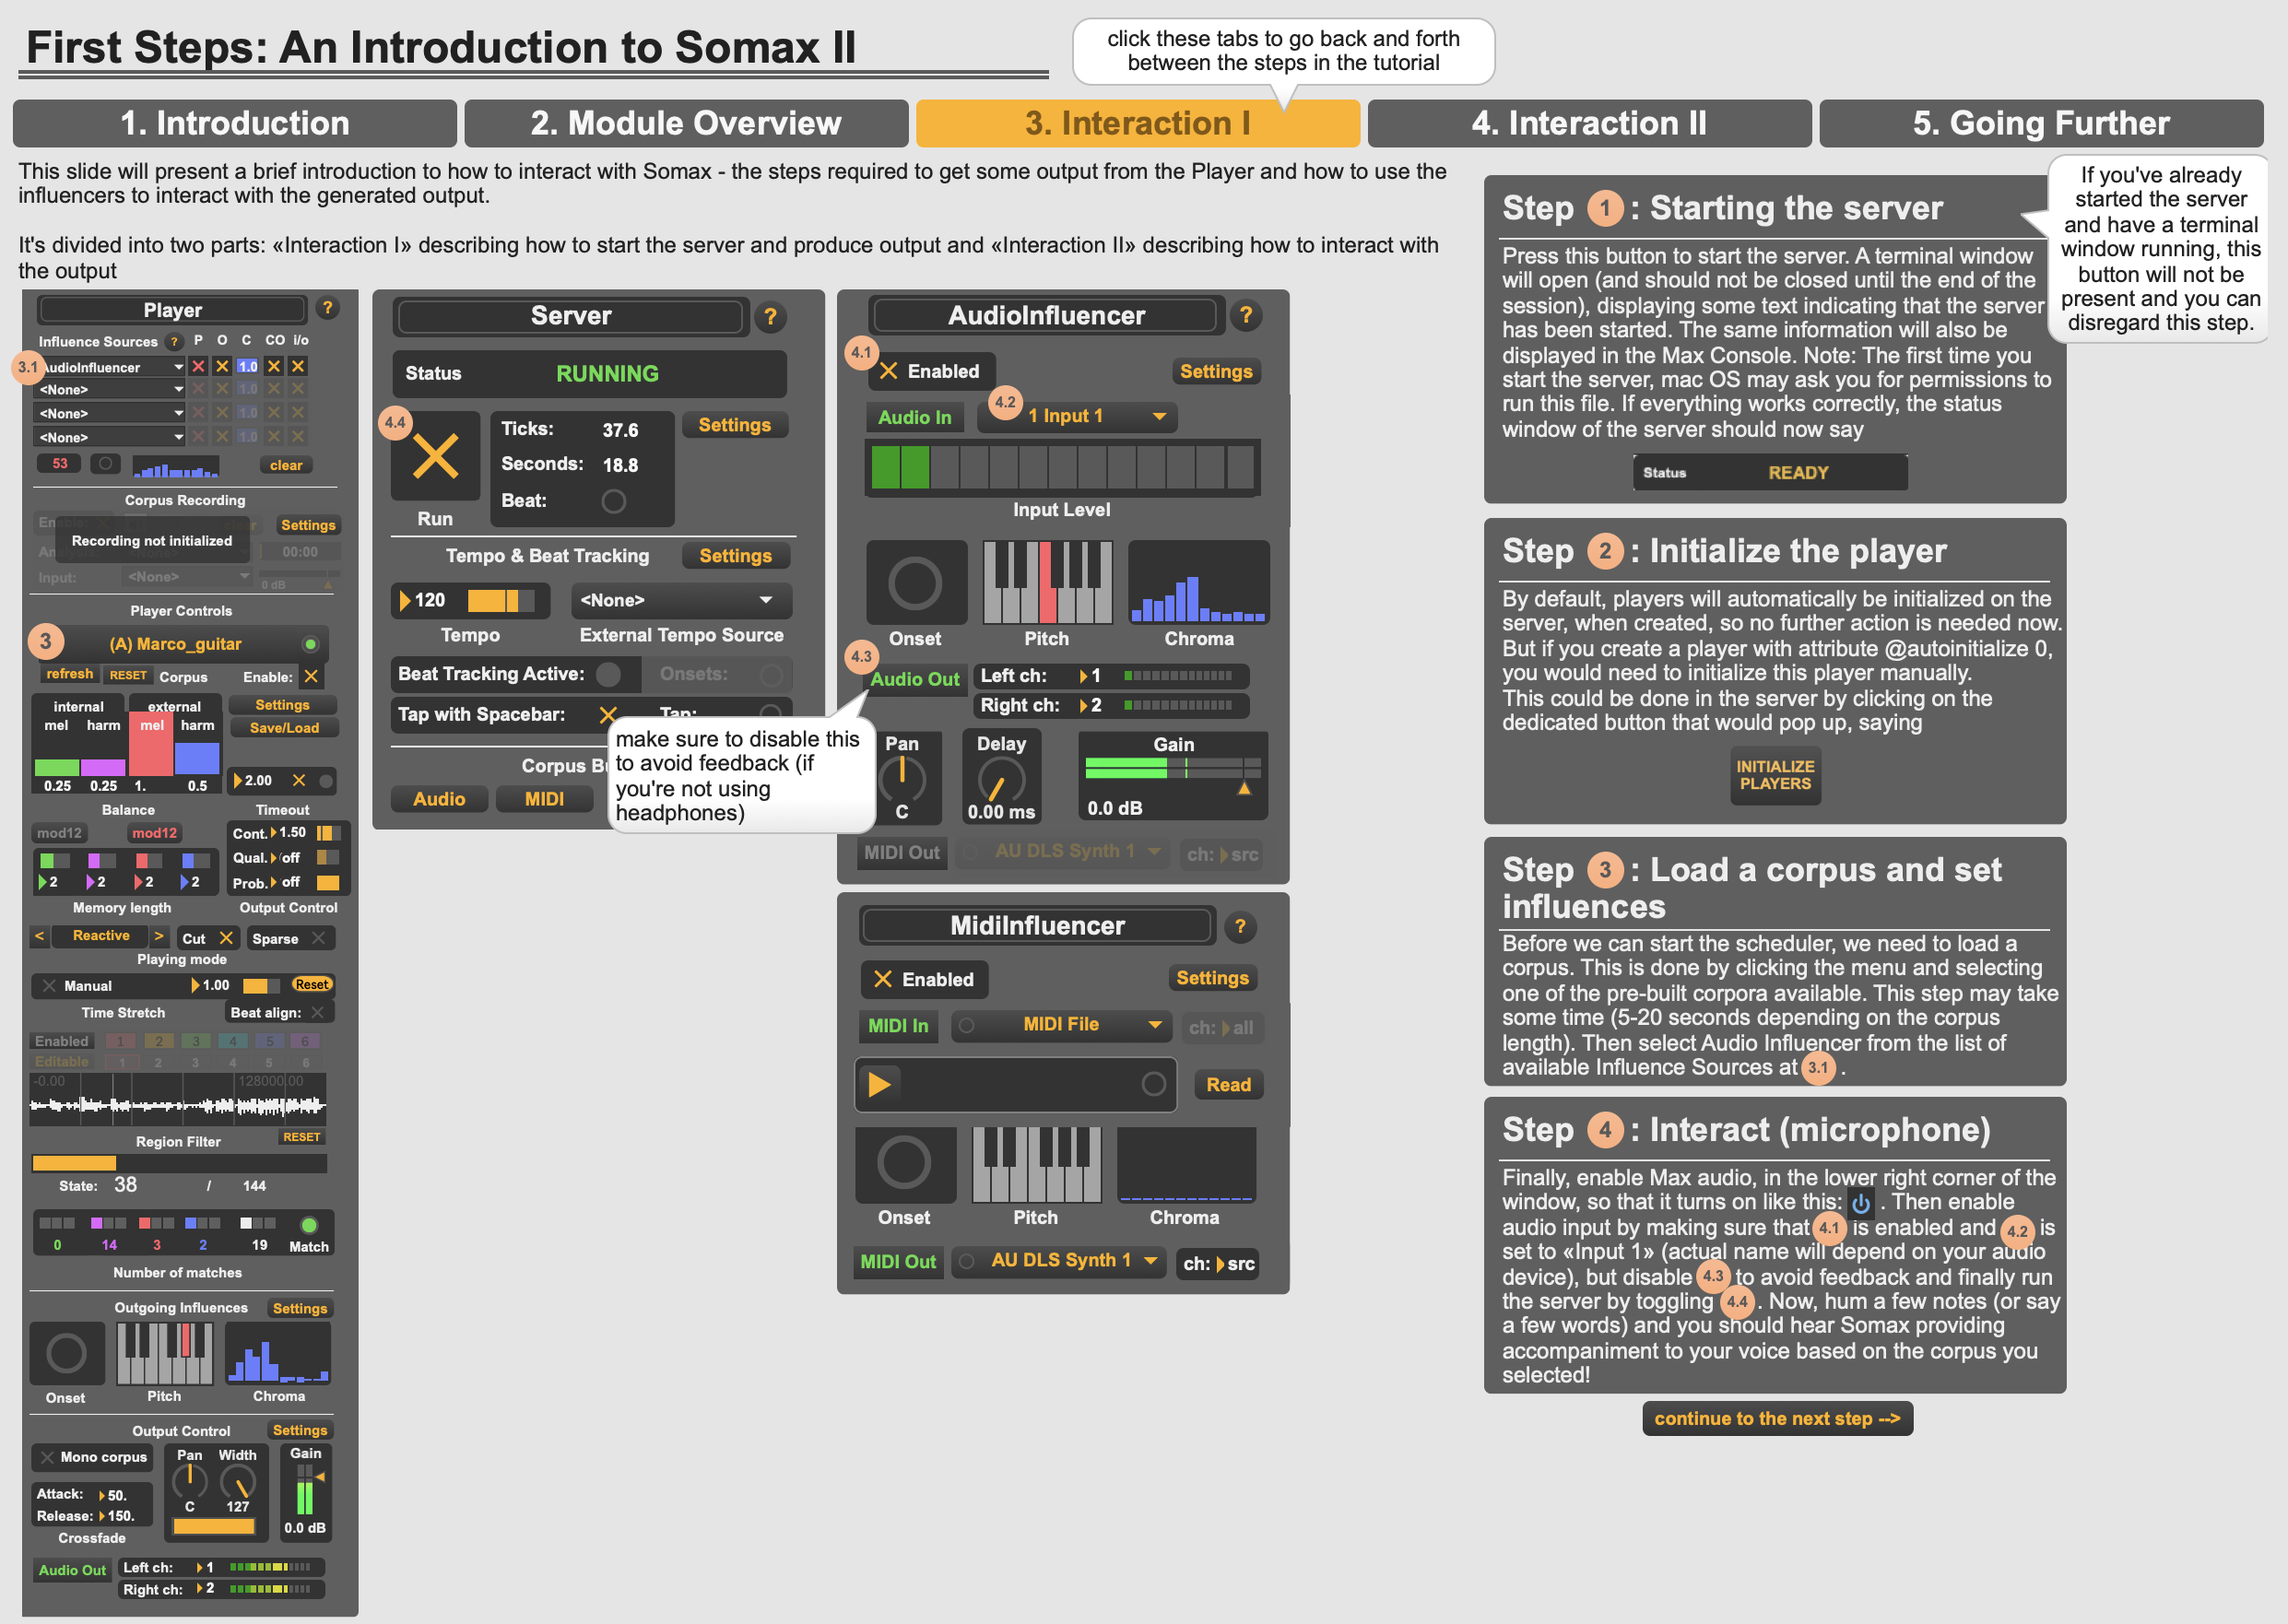 First Steps: An Introduction to Somax II
click these tabs to go back and forth
between the steps in the tutorial
1. Introduction
2. Module Overview
3. Interaction I
4. Interaction II
5. Going Further
This slide will present a brief introduction to how to interact with Somax - the steps required to get some output from the Player and how to use the
influencers to interact with the generated output.
It's divided into two parts: «Interaction I» describing how to start the server and produce output and «Interaction II» describing how to interact with
the output
Player ?
Influence Sources ? P O C CO i/o
3.1 AudioInfluencer 1.0
<None> 1.0
<None> 1.0
<None> 1.0
53 clear
Corpus Recording
Settings
Recording not initialized
00:00
Input: <None>
0 dB
Player Controls
3 (A) Marco_guitar
refresh RESET Corpus Enable:
internal external Settings
mel harm mel harm Save/Load
0.25 0.25 1. 0.5 2.00
Balance Timeout
mod12 mod12 Cont. 1.50
Qual. off
2 2 2 2 Prob. off
Memory length Output Control
< Reactive > Cut Sparse
Playing mode
Manual 1.00 Reset
Time Stretch Beat align:
Enabled 1 2 3 4 5 6
Editable 1 2 3 4 5 6
-0.00 128000.00
Region Filter RESET
State: 38 / 144
0 14 3 2 19 Match
Number of matches
Outgoing Influences Settings
Onset Pitch Chroma
Output Control Settings
Mono corpus Pan Width Gain
Attack: 50.
Release: 150. C 127
Crossfade 0.0 dB
Audio Out Left ch: 1
Right ch: 2
Server ?
Status RUNNING
4.4
Ticks: 37.6 Settings
Seconds: 18.8
Beat:
Run
Tempo & Beat Tracking Settings
120 <None>
Tempo External Tempo Source
Beat Tracking Active: Onsets:
Tap with Spacebar: Tap:
Corpus Bu
Audio MIDI
make sure to disable this
to avoid feedback (if
you're not using
headphones)
AudioInfluencer ?
4.1 Enabled Settings
Audio In 4.2 1 Input 1
Input Level
Onset Pitch Chroma
4.3
Audio Out Left ch: 1
Right ch: 2
Pan Delay Gain
C 0.00 ms 0.0 dB
MIDI Out AU DLS Synth 1 ch: src
MidiInfluencer ?
Enabled Settings
MIDI In MIDI File ch: all
Read
Onset Pitch Chroma
MIDI Out AU DLS Synth 1 ch: src
Step 1 : Starting the server
Press this button to start the server. A terminal window
will open (and should not be closed until the end of the
session), displaying some text indicating that the server
has been started. The same information will also be
displayed in the Max Console. Note: The first time you
start the server, mac OS may ask you for permissions to
run this file. If everything works correctly, the status
window of the server should now say
Status READY
If you've already
started the server
and have a terminal
window running, this
button will not be
present and you can
disregard this step.
Step 2 : Initialize the player
By default, players will automatically be initialized on the
server, when created, so no further action is needed now.
But if you create a player with attribute @autoinitialize 0,
you would need to initialize this player manually.
This could be done in the server by clicking on the
dedicated button that would pop up, saying
INITIALIZE
PLAYERS
Step 3 : Load a corpus and set
influences
Before we can start the scheduler, we need to load a
corpus. This is done by clicking the menu and selecting
one of the pre-built corpora available. This step may take
some time (5-20 seconds depending on the corpus
length). Then select Audio Influencer from the list of
available Influence Sources at 3.1 .
Step 4 : Interact (microphone)
Finally, enable Max audio, in the lower right corner of the
window, so that it turns on like this: . Then enable
audio input by making sure that 4.1 is enabled and 4.2 is
set to «Input 1» (actual name will depend on your audio
device), but disable 4.3 to avoid feedback and finally run
the server by toggling 4.4 . Now, hum a few notes (or say
a few words) and you should hear Somax providing
accompaniment to your voice based on the corpus you
selected!
continue to the next step -->